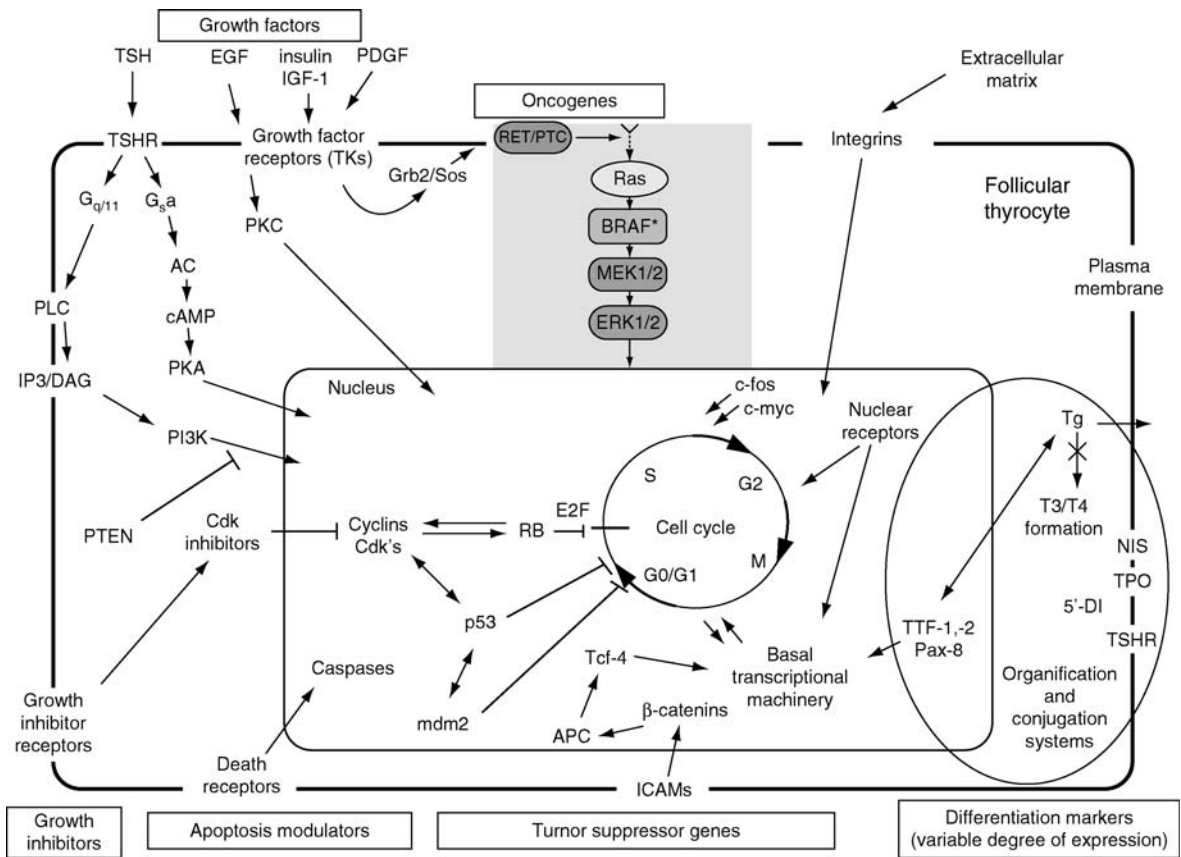 Growth factors
TSH
EGF
insulin
IGF-1
PDGF
Extracellular
matrix
Oncogenes
TSHR
Growth factor
receptors (TKs)
RET/PTC
Integrins
Grb2/Sos
Ras
Follicular
thyrocyte
Gq/11
Gsa
PKC
BRAF*
AC
MEK1/2
Plasma
membrane
PLC
cAMP
ERK1/2
IP3/DAG
PKA
Nucleus
c-fos
c-myc
Nuclear
receptors
Tg
PI3K
S
G2
T3/T4
formation
PTEN
Cdk
inhibitors
Cyclins
Cdk's
RB
E2F
Cell cycle
NIS
M
G0/G1
TPO
5'-DI
p53
TTF-1,-2
Pax-8
TSHR
Caspases
Tcf-4
Basal
transcriptional
machinery
Organification
and
conjugation
systems
Growth
inhibitor
receptors
mdm2
β-catenins
APC
Death
receptors
ICAMs
Growth
inhibitors
Apoptosis modulators
Turnor suppressor genes
Differentiation markers
(variable degree of expression)